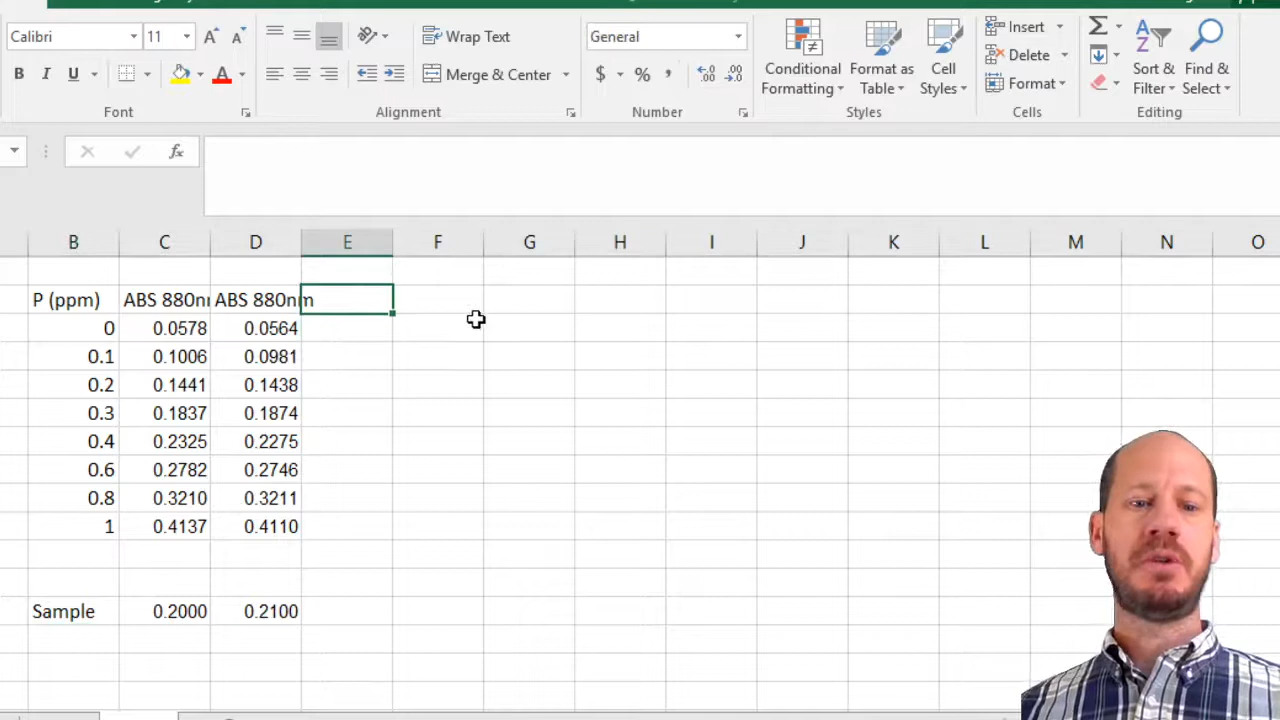 Calibri 11 Wrap Text General Insert
B I U A Merge & Center $ % , Conditional Formatting Format as Table Cell Styles Delete Sort & Filter Find & Select
Format
Font Alignment Number Styles Cells Editing
fx
B C D E F G H I J K L M N O
P (ppm) ABS 880n ABS 880nm
0 0.0578 0.0564
0.1 0.1006 0.0981
0.2 0.1441 0.1438
0.3 0.1837 0.1874
0.4 0.2325 0.2275
0.6 0.2782 0.2746
0.8 0.3210 0.3211
1 0.4137 0.4110
Sample 0.2000 0.2100